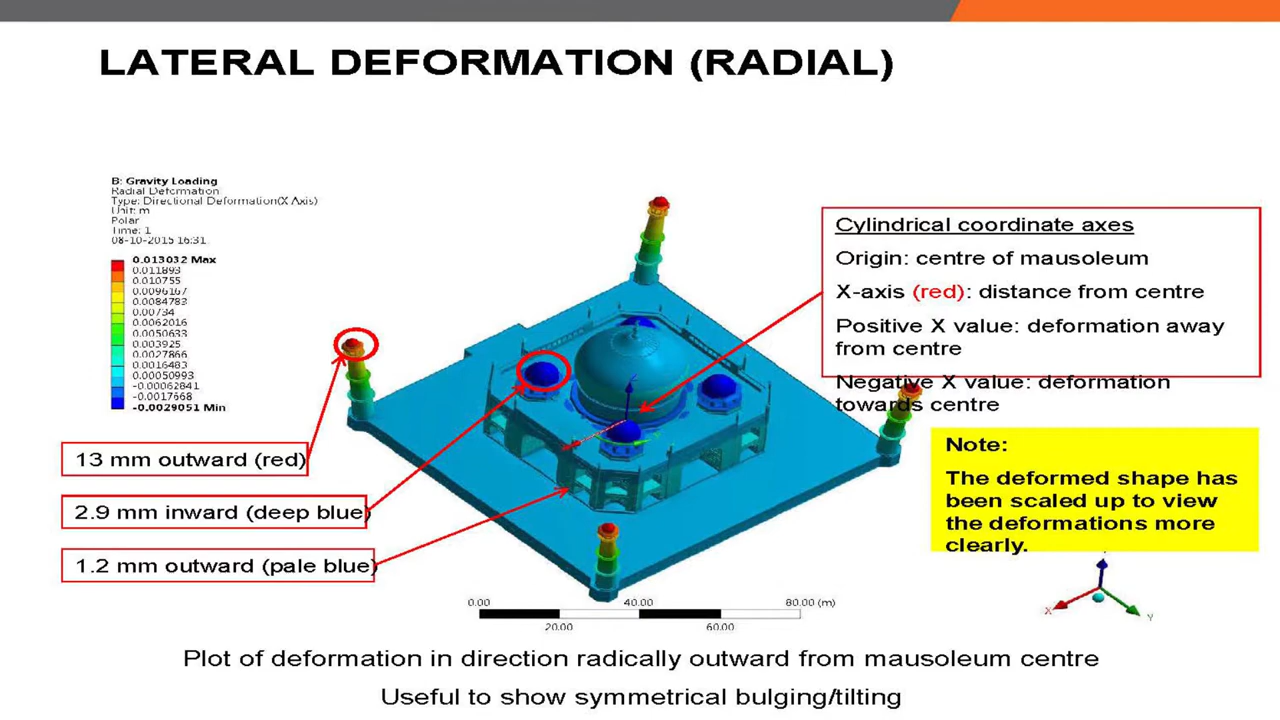 LATERAL DEFORMATION (RADIAL)
B: Gravity Loading
Radial Deformation
Type: Directional Deformation(X Axis)
Unit: m
Polar
Time: 1
08-10-2015 16:31
0.013032 Max
0.011893
0.010755
0.0096167
0.0084783
0.00734
0.0062016
0.0050633
0.003925
0.0027866
0.0016483
0.00050993
-0.00062841
-0.0017668
-0.0029051 Min
Cylindrical coordinate axes
Origin: centre of mausoleum
X-axis (red): distance from centre
Positive X value: deformation away
from centre
Negative X value: deformation
towards centre
13 mm outward (red)
2.9 mm inward (deep blue)
1.2 mm outward (pale blue)
Note:
The deformed shape has
been scaled up to view
the deformations more
clearly.
0.00 40.00 80.00 (m)
20.00 60.00
X Y
Plot of deformation in direction radically outward from mausoleum centre
Useful to show symmetrical bulging/tilting